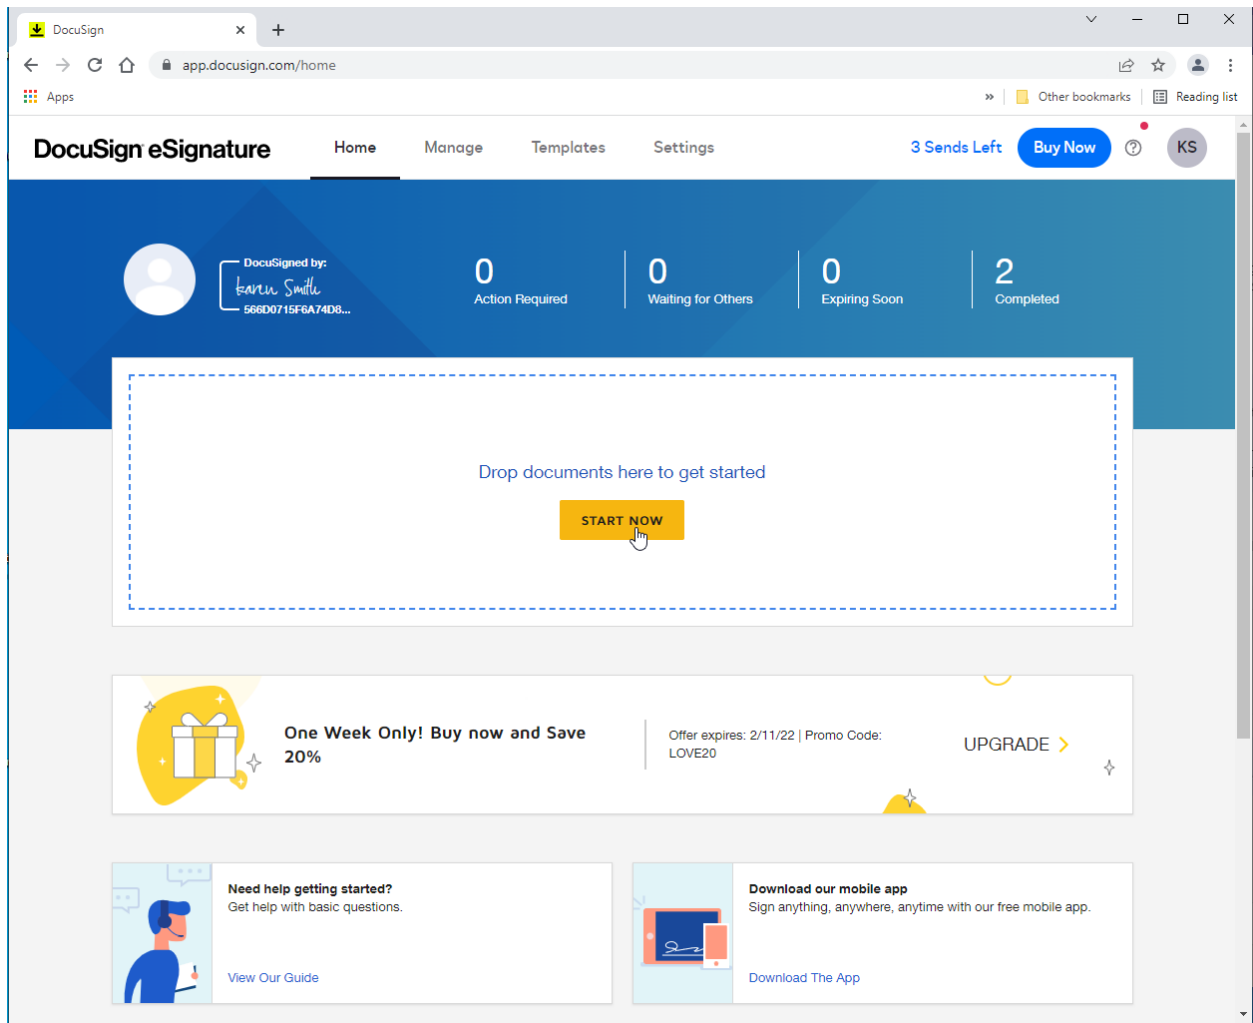 DocuSign
app.docusign.com/home
Apps
» Other bookmarks Reading list
DocuSign eSignature Home Manage Templates Settings 3 Sends Left Buy Now ? KS
DocuSigned by:
Karen Smith
566D0715F6A74D8...
0
Action Required
0
Waiting for Others
0
Expiring Soon
2
Completed
Drop documents here to get started
START NOW
One Week Only! Buy now and Save
20%
Offer expires: 2/11/22 | Promo Code:
LOVE20
UPGRADE
Need help getting started?
Get help with basic questions.
View Our Guide
Download our mobile app
Sign anything, anywhere, anytime with our free mobile app.
Download The App